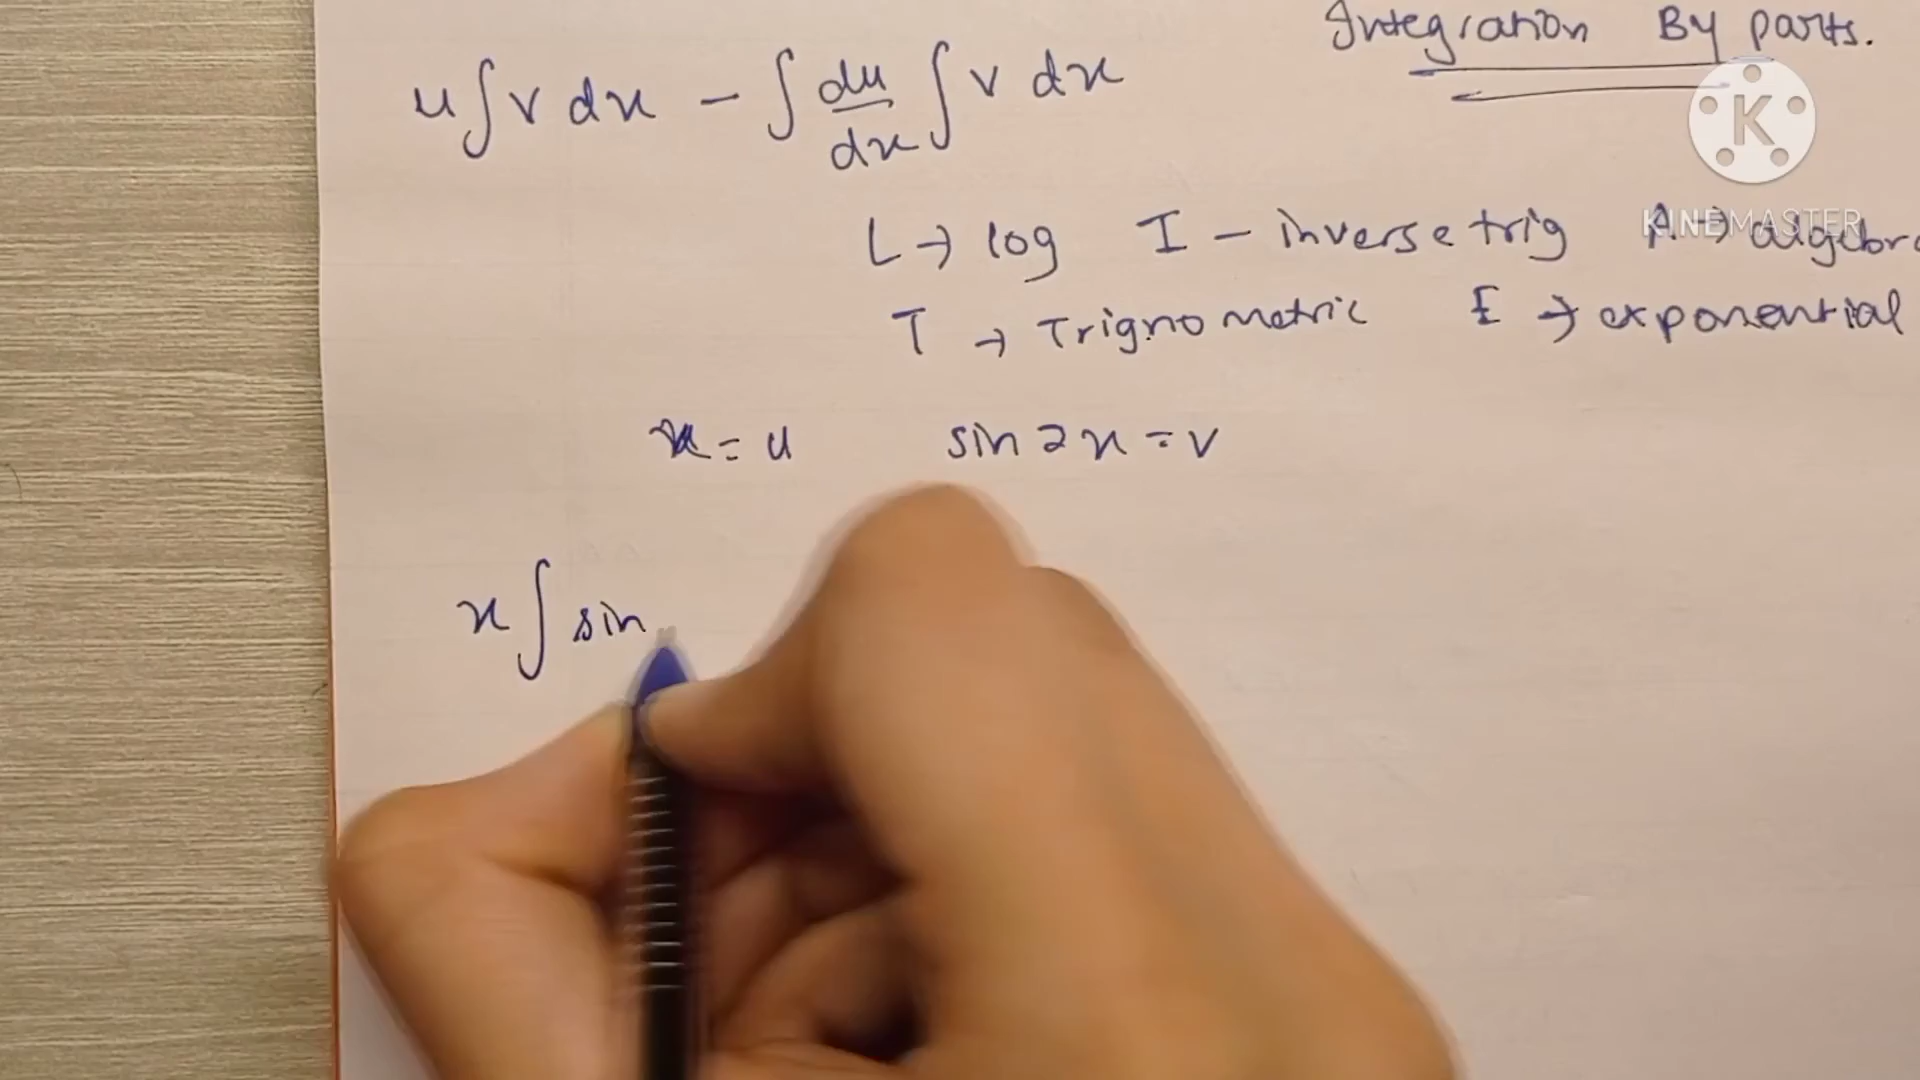 Integration By parts.
u∫v dx - ∫ du/dx ∫v dx
K
KINEMASTER
L → log I - inverse trig A → algebra
T → Trignometric E → exponential
x = u sin 2x = v
x ∫ sin